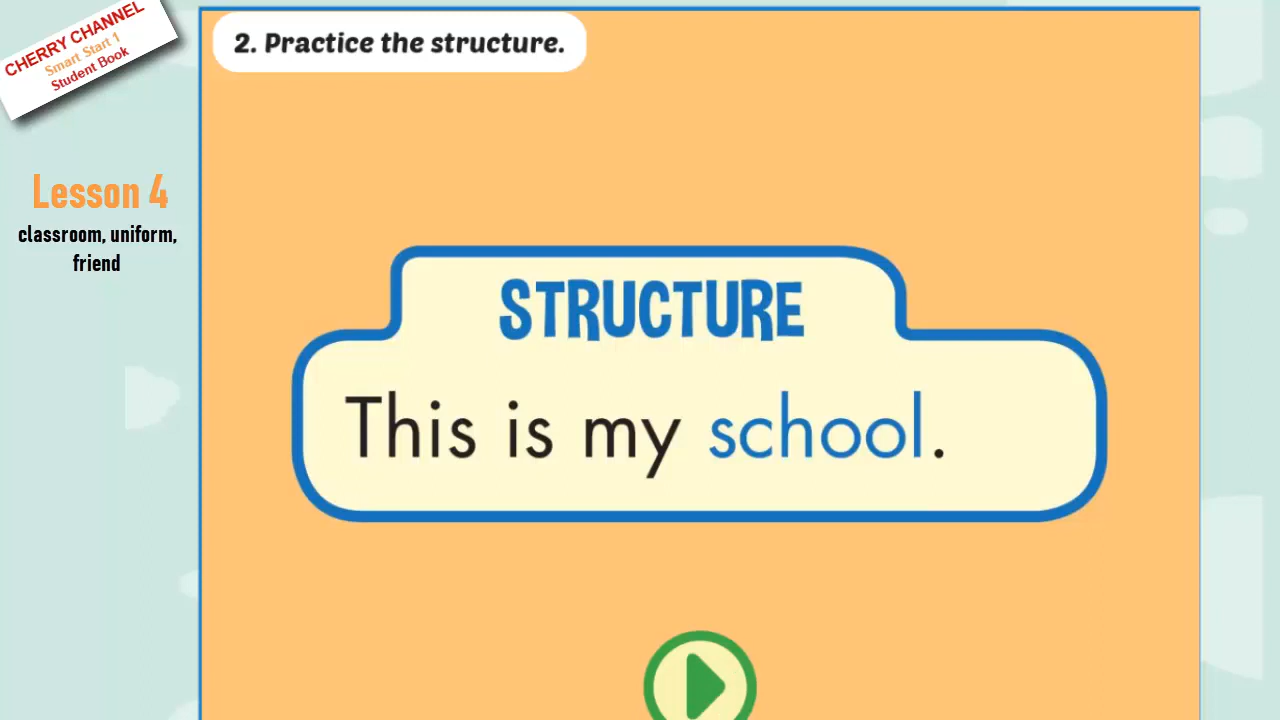 CHERRY CHANNEL
Smart Start 1
Student Book
2. Practice the structure.
Lesson 4
classroom, uniform,
friend
STRUCTURE
This is my school.